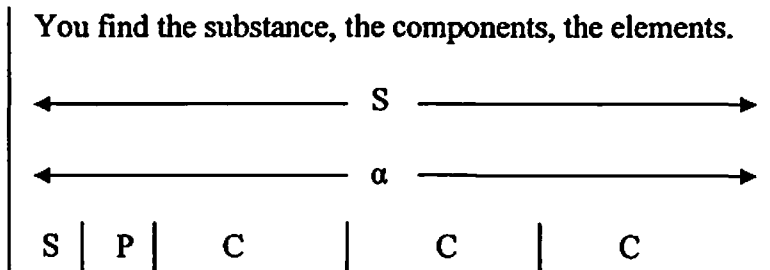 You find the substance, the components, the elements.
S
α
S | P | C | C | C